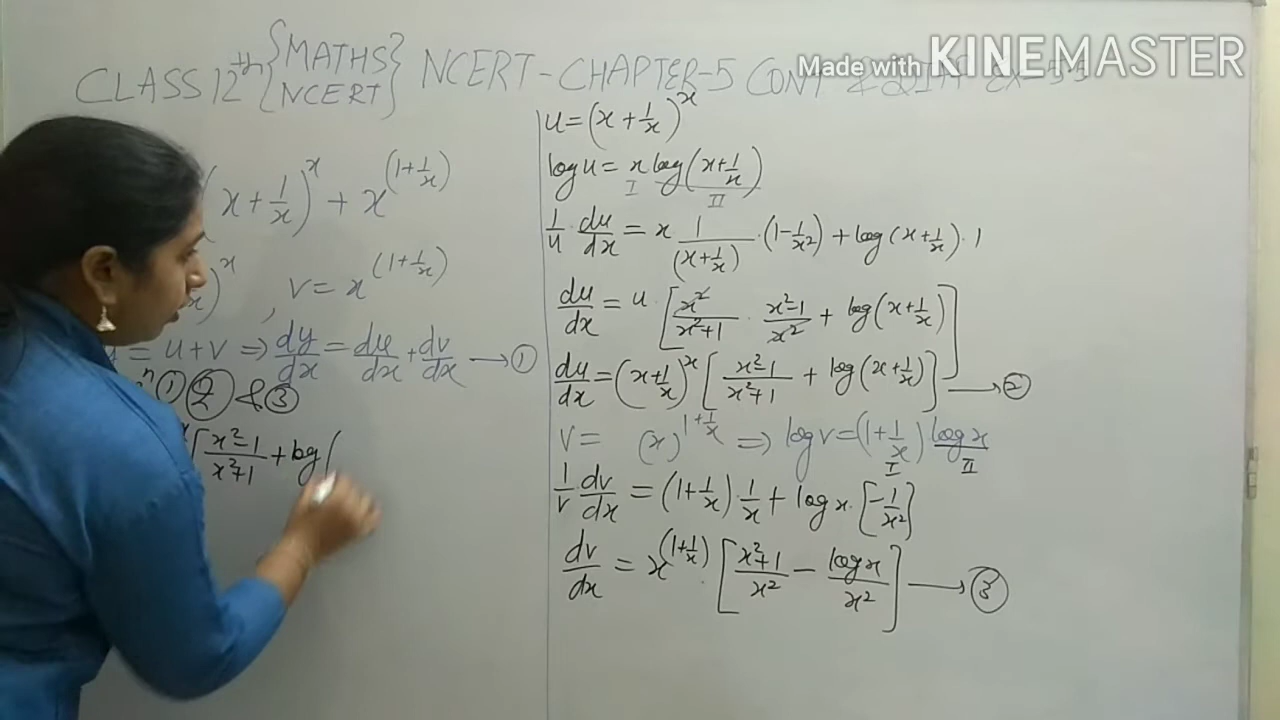 Made with KINEMASTER
CLASS 12th {MATHS NCERT} NCERT-CHAPTER-5 CONT
(x + 1/x)^x + x^(1+1/x)
)^x , v = x^(1+1/x)
= u+v ⇒ dy/dx = du/dx + dv/dx → ①
① ② & ③
[x²-1/x²+1 + log(
u = (x + 1/x)^x
log u = x log(x+1/x)
I II
1/u · du/dx = x 1/(x+1/x) · (1-1/x²) + log(x+1/x) · 1
du/dx = u · [x²/x²+1 · x²-1/x² + log(x+1/x)]
du/dx = (x+1/x)^x [x²-1/x²+1 + log(x+1/x)] → ②
v = (x)^1+1/x ⇒ log v = (1+1/x) log x
I II
1/v dv/dx = (1+1/x) · 1/x + log x · [-1/x²]
dv/dx = x^(1+1/x) · [x²+1/x² - log x/x²] → ③